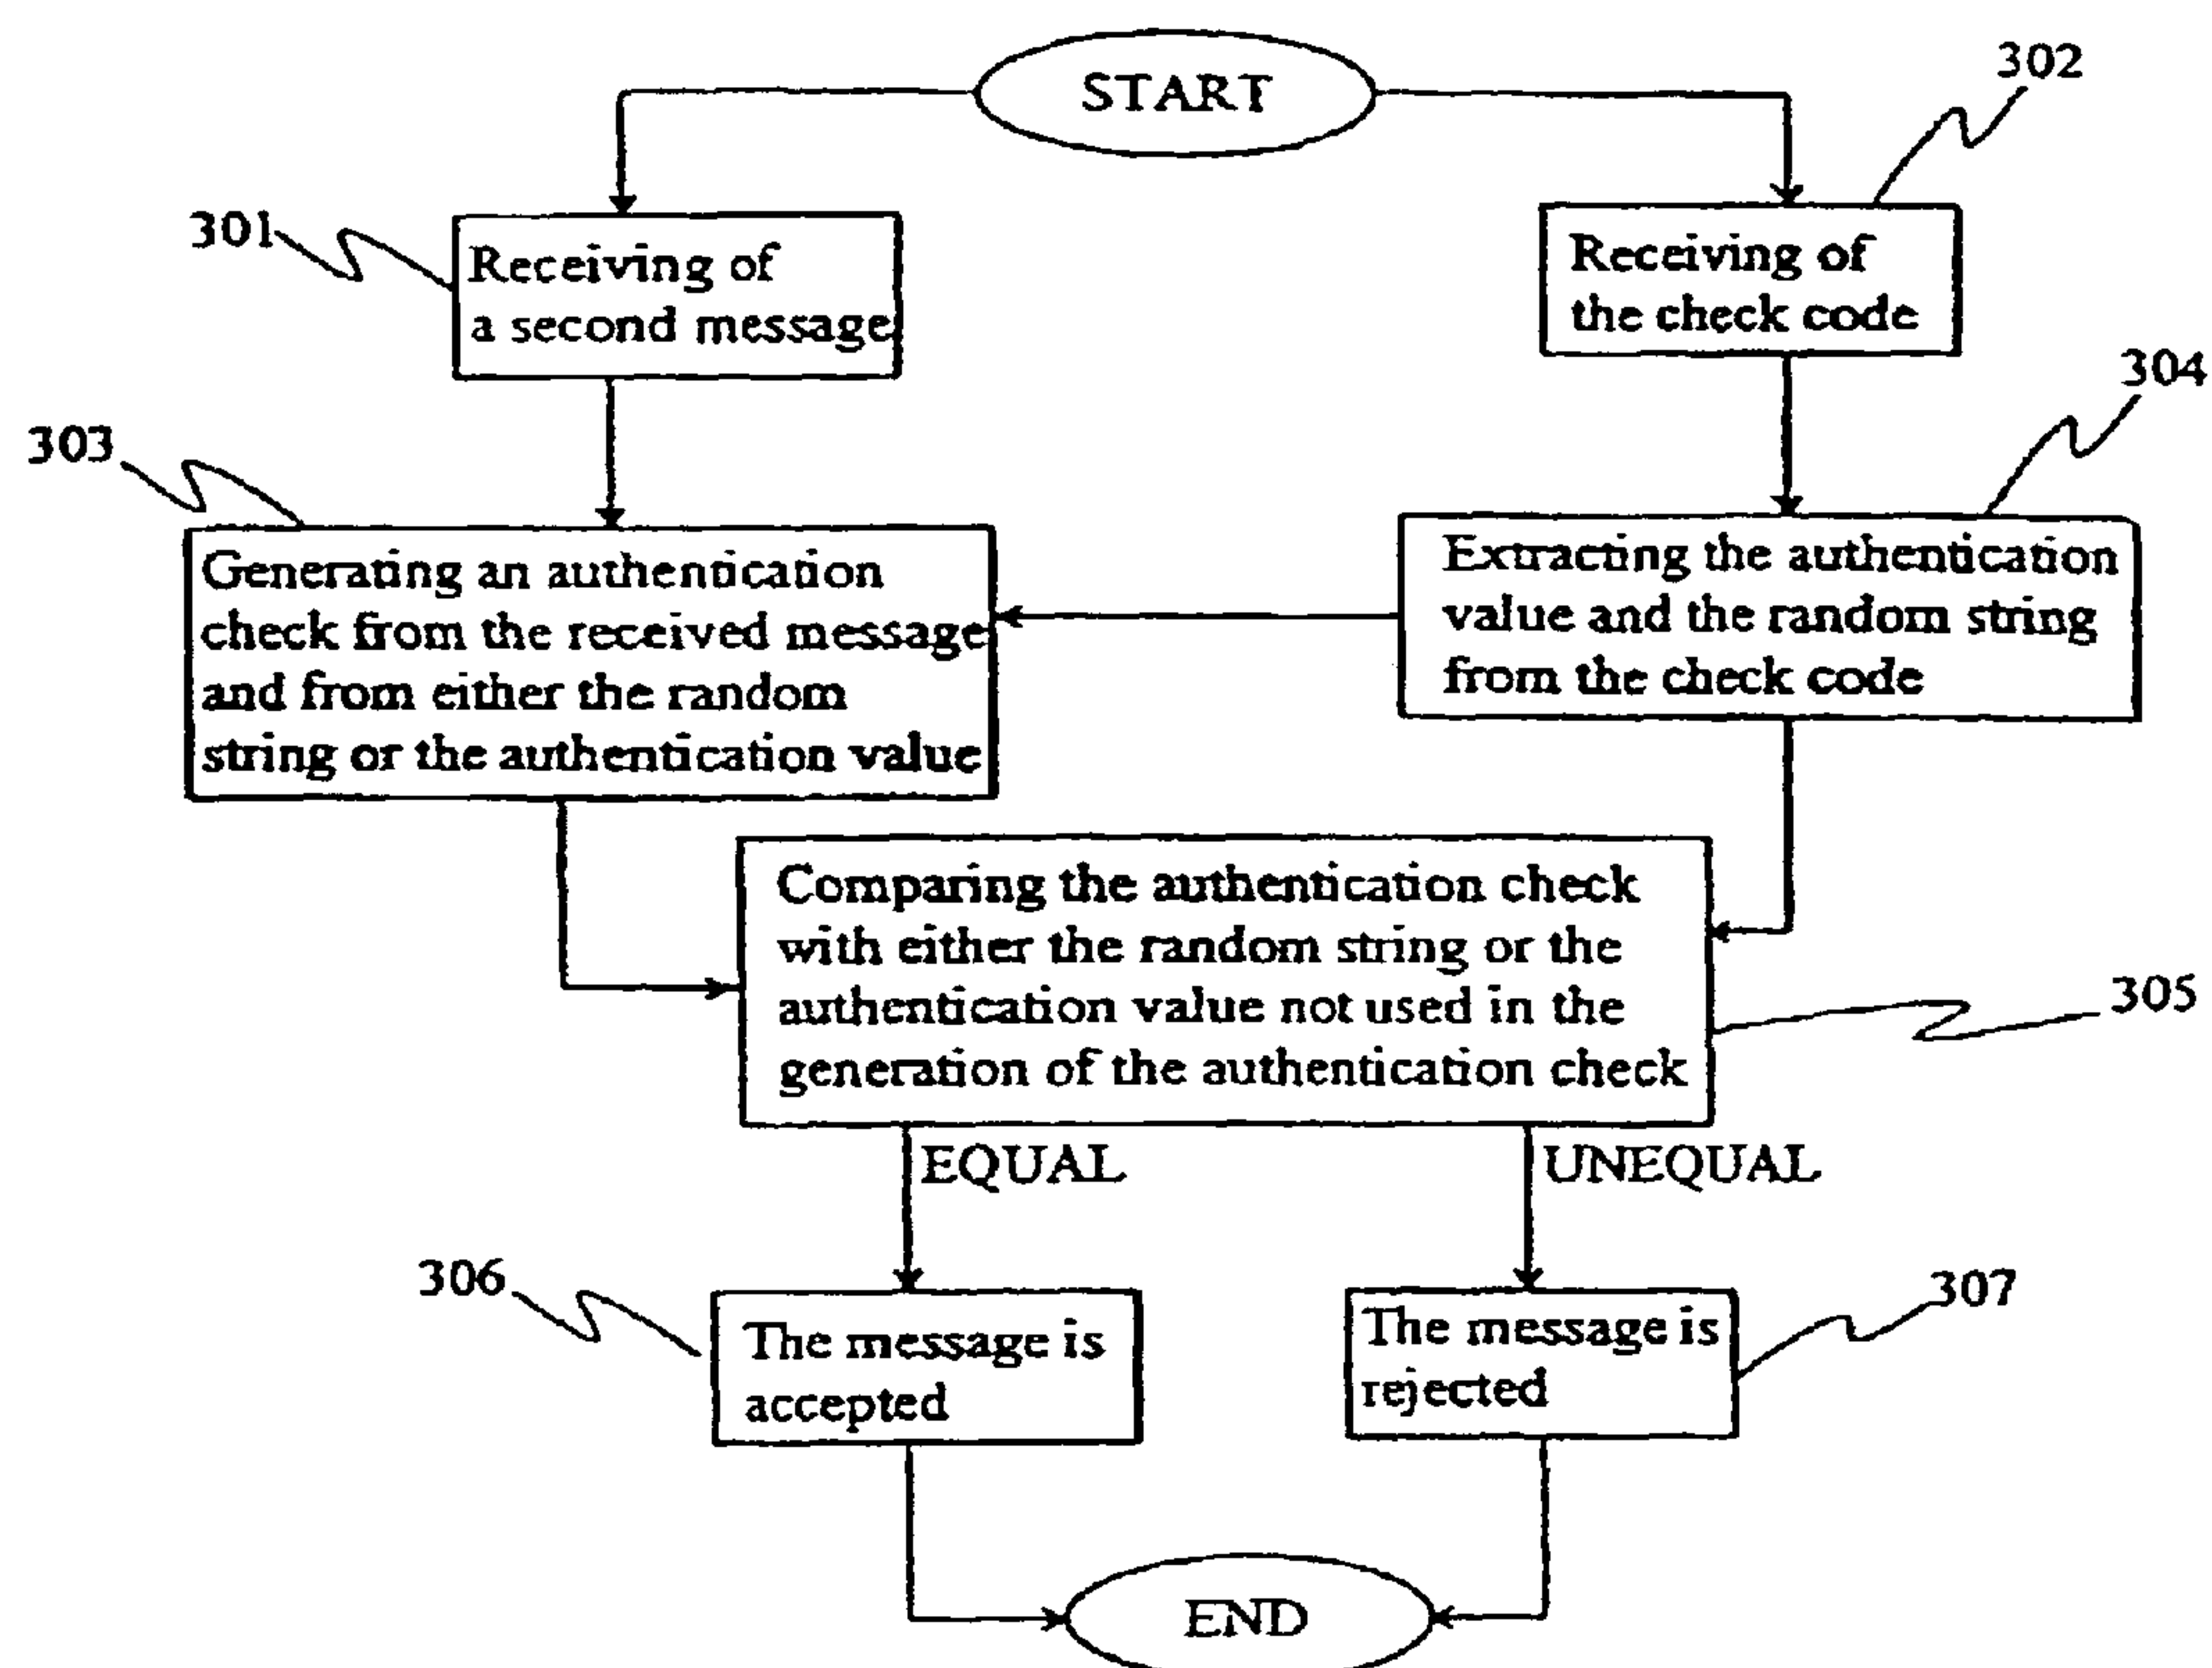 START
302
301
Receiving of
a second message
Receiving of
the check code
304
303
Generating an authentication
check from the received message
and from either the random
string or the authentication value
Extracting the authentication
value and the random string
from the check code
Comparing the authentication check
with either the random string or the
authentication value not used in the
generation of the authentication check
305
EQUAL
UNEQUAL
306
The message is
accepted
The message is
rejected
307
END